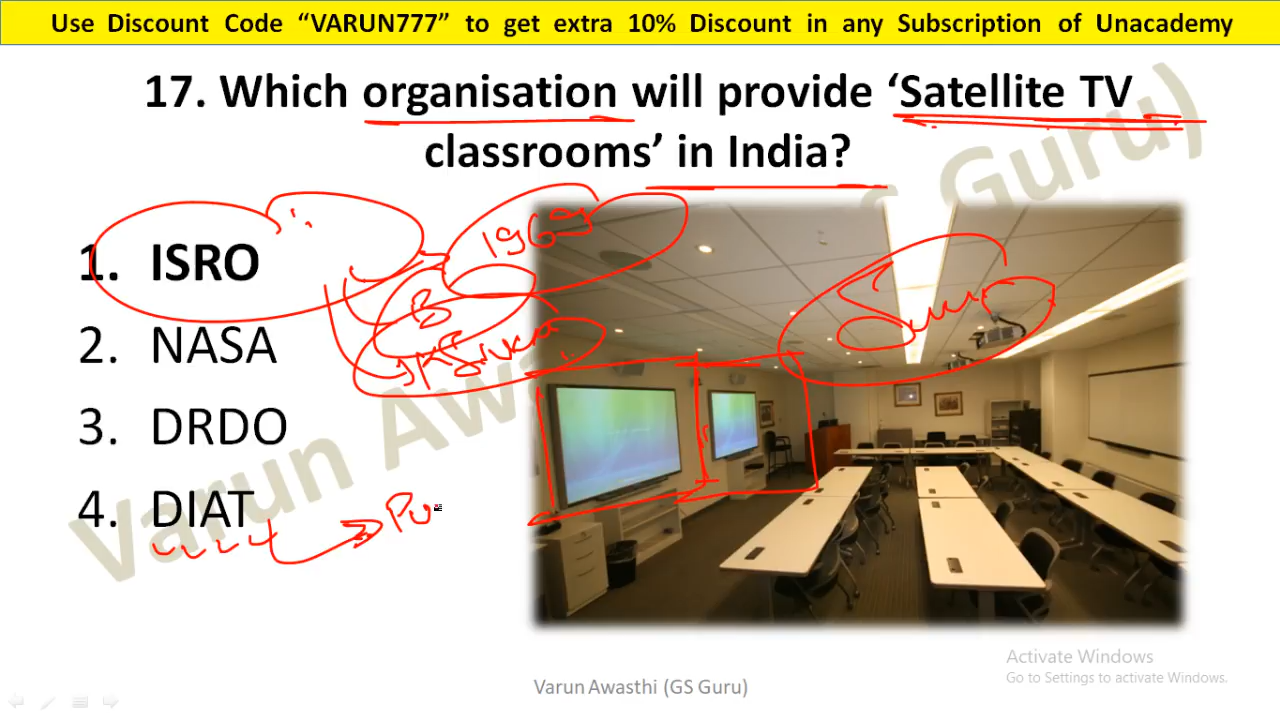 Use Discount Code “VARUN777” to get extra 10% Discount in any Subscription of Unacademy
17. Which organisation will provide ‘Satellite TV
classrooms’ in India?
1. ISRO
1969
B
2. NASA
3. DRDO
4. DIAT
Pu
Varun Awasthi (GS Guru)
Activate Windows
Go to Settings to activate Windows.